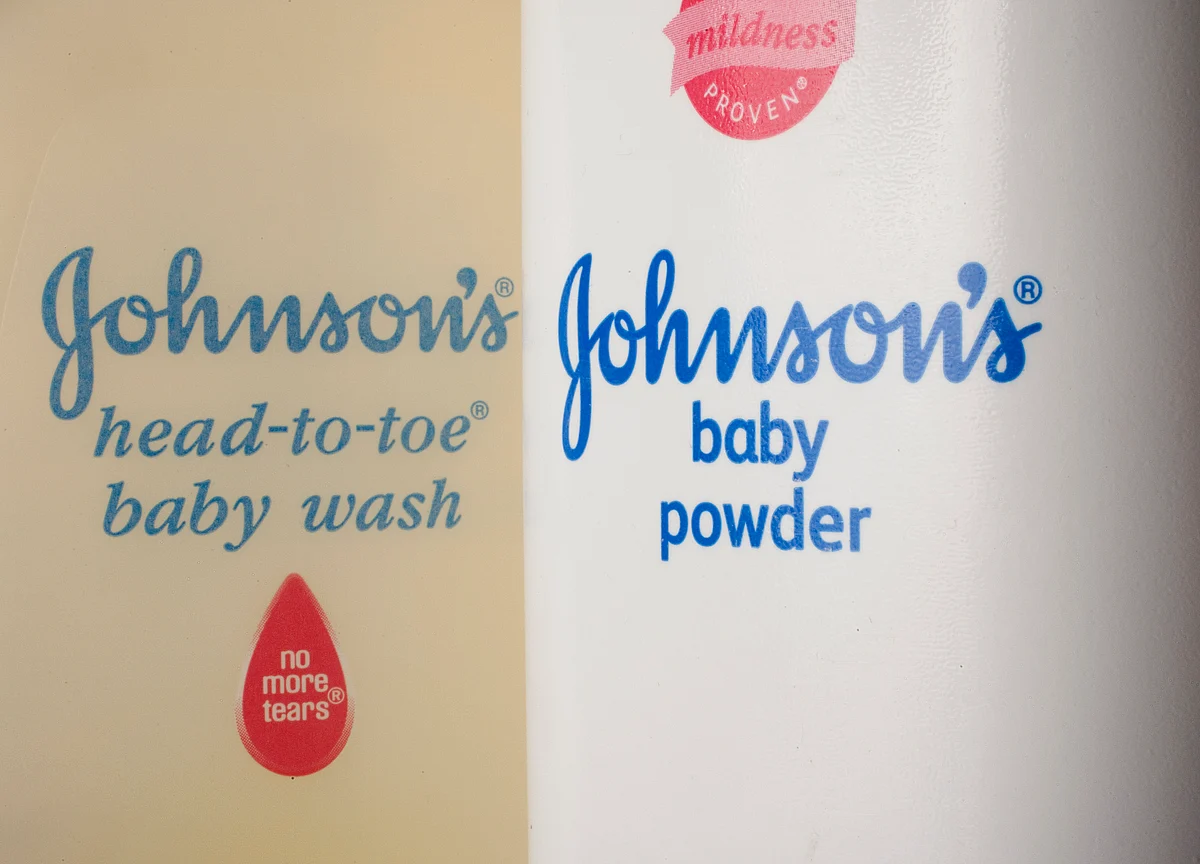 Johnson's®
head-to-toe®
baby wash
no
more
tears®
mildness
PROVEN®
Johnson's®
baby
powder